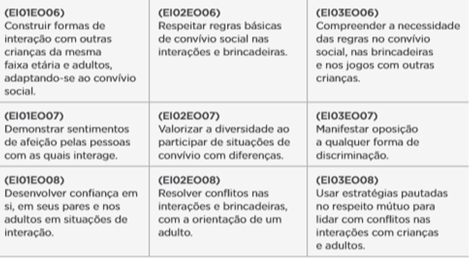 (EI01EO06)
Construir formas de
interação com outras
crianças da mesma
faixa etária e adultos,
adaptando-se ao convívio
social.
(EI02EO06)
Respeitar regras básicas
de convívio social nas
interações e brincadeiras.
(EI03EO06)
Compreender a necessidade
das regras no convívio
social, nas brincadeiras
e nos jogos com outras
crianças.
(EI01EO07)
Demonstrar sentimentos
de afeição pelas pessoas
com as quais interage.
(EI02EO07)
Valorizar a diversidade ao
participar de situações de
convívio com diferenças.
(EI03EO07)
Manifestar oposição
a qualquer forma de
discriminação.
(EI01EO08)
Desenvolver confiança em
si, em seus pares e nos
adultos em situações de
interação.
(EI02EO08)
Resolver conflitos nas
interações e brincadeiras,
com a orientação de um
adulto.
(EI03EO08)
Usar estratégias pautadas
no respeito mútuo para
lidar com conflitos nas
interações com crianças
e adultos.